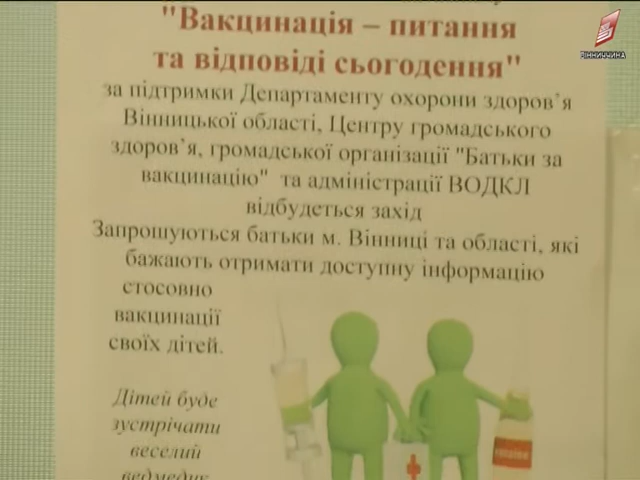 "Вакцинація – питання
та відповіді сьогодення"
за підтримки Департаменту охорони здоров’я
Вінницької області, Центру громадського
здоров’я, громадської організації "Батьки за
вакцинацію" та адміністрації ВОДКЛ
відбудеться захід
Запрошуються батьки м. Вінниці та області, які
бажають отримати доступну інформацію
стосовно
вакцинації
своїх дітей.
Дітей буде
зустрічати
веселий
ведмедик
ВІННИЧЧИНА